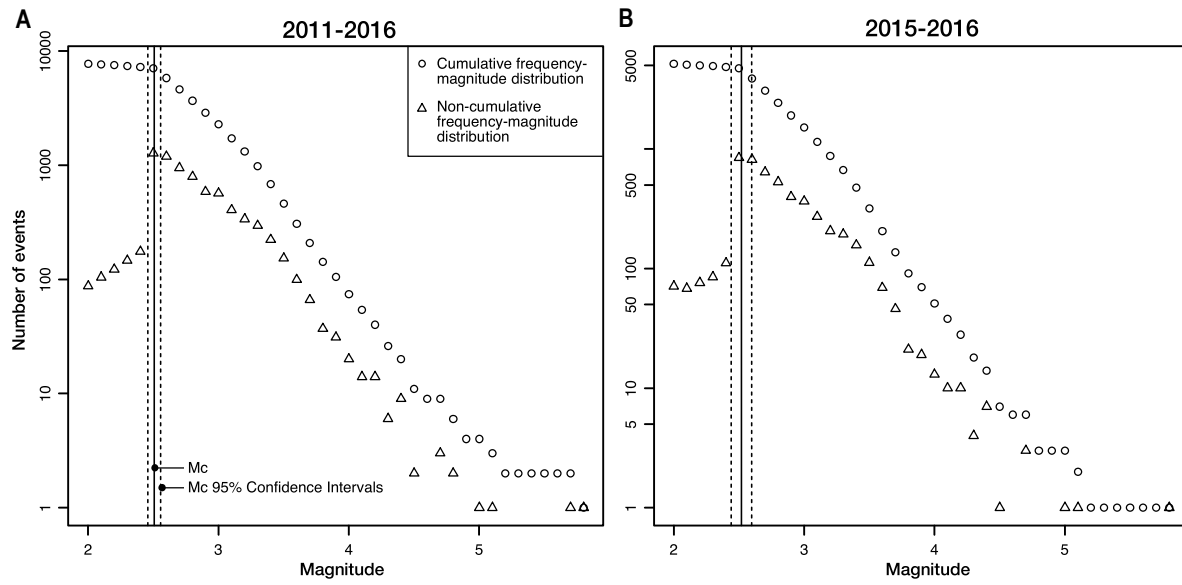 A
2011-2016
Cumulative frequency-
magnitude distribution
Non-cumulative
frequency-magnitude
distribution
Number of events
10000
1000
100
10
1
Mc
Mc 95% Confidence Intervals
2 3 4 5
Magnitude
B
2015-2016
5000
500
100
50
10
5
1
2 3 4 5
Magnitude